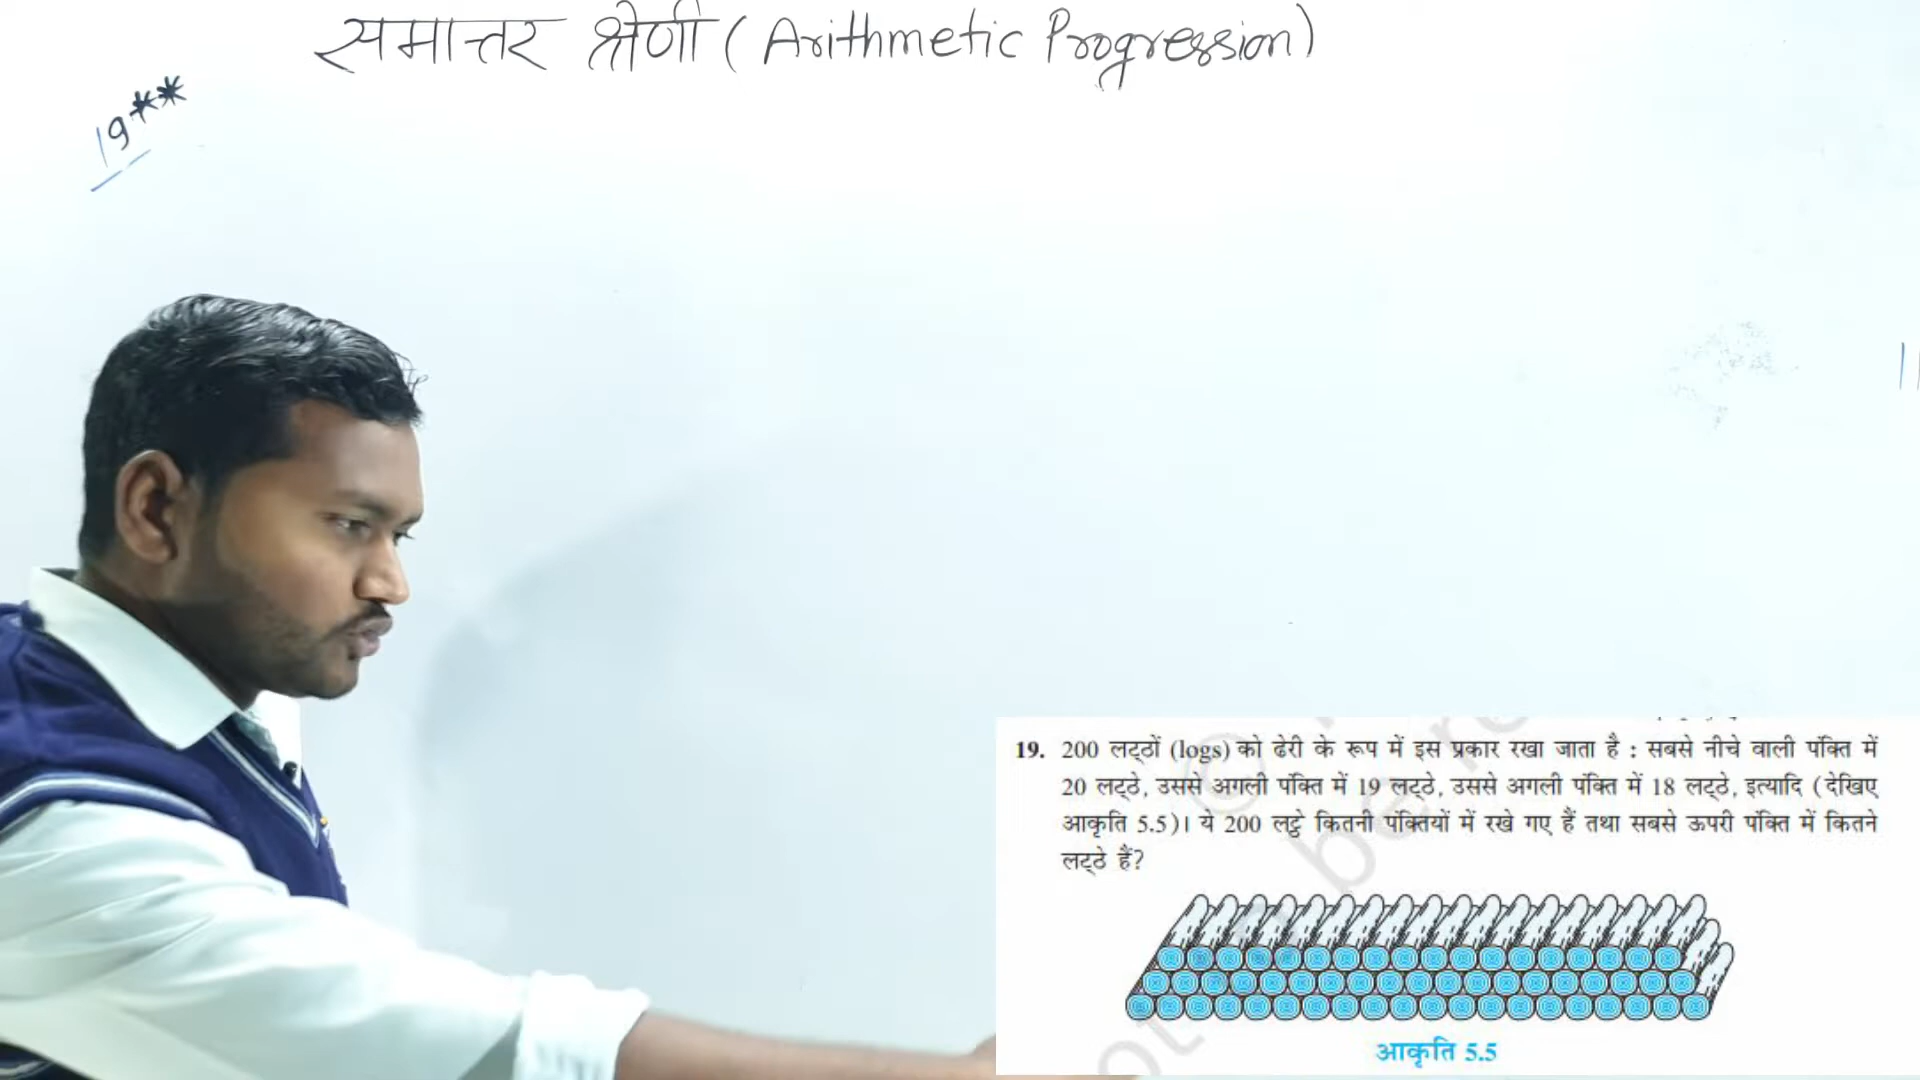 समान्तर श्रेणी (Arithmetic Progression)
19**
19. 200 लट्ठों (logs) को ढेरी के रूप में इस प्रकार रखा जाता है : सबसे नीचे वाली पंक्ति में
20 लट्ठे, उससे अगली पंक्ति में 19 लट्ठे, उससे अगली पंक्ति में 18 लट्ठे, इत्यादि (देखिए
आकृति 5.5)। ये 200 लट्ठे कितनी पंक्तियों में रखे गए हैं तथा सबसे ऊपरी पंक्ति में कितने
लट्ठे हैं?
आकृति 5.5